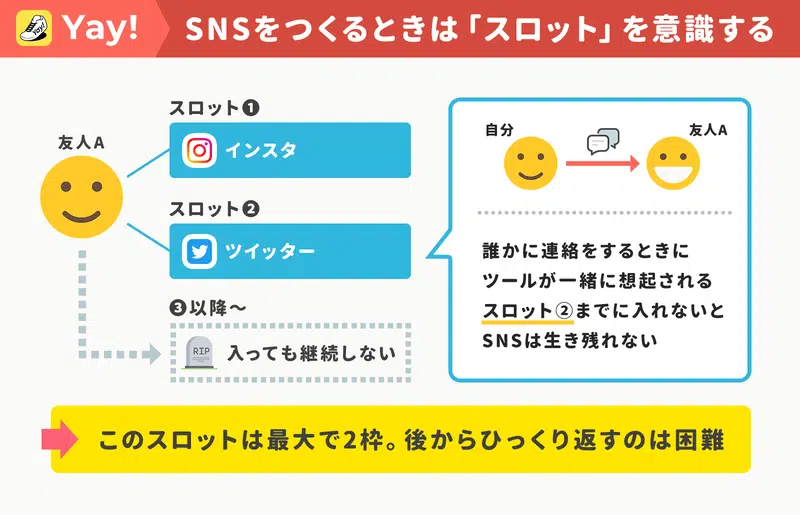 Yay!
Yay!
SNSをつくるときは「スロット」を意識する
友人A
スロット❶
インスタ
スロット❷
ツイッター
❸以降〜
RIP
入っても継続しない
自分
友人A
誰かに連絡をするときに
ツールが一緒に想起される
スロット②までに入れないと
SNSは生き残れない
このスロットは最大で2枠。後からひっくり返すのは困難